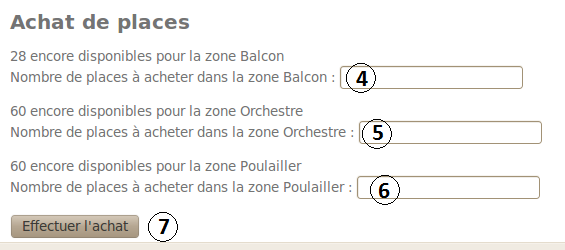 Achat de places
28 encore disponibles pour la zone Balcon
Nombre de places à acheter dans la zone Balcon : 4
60 encore disponibles pour la zone Orchestre
Nombre de places à acheter dans la zone Orchestre : 5
60 encore disponibles pour la zone Poulailler
Nombre de places à acheter dans la zone Poulailler : 6
Effectuer l'achat 7